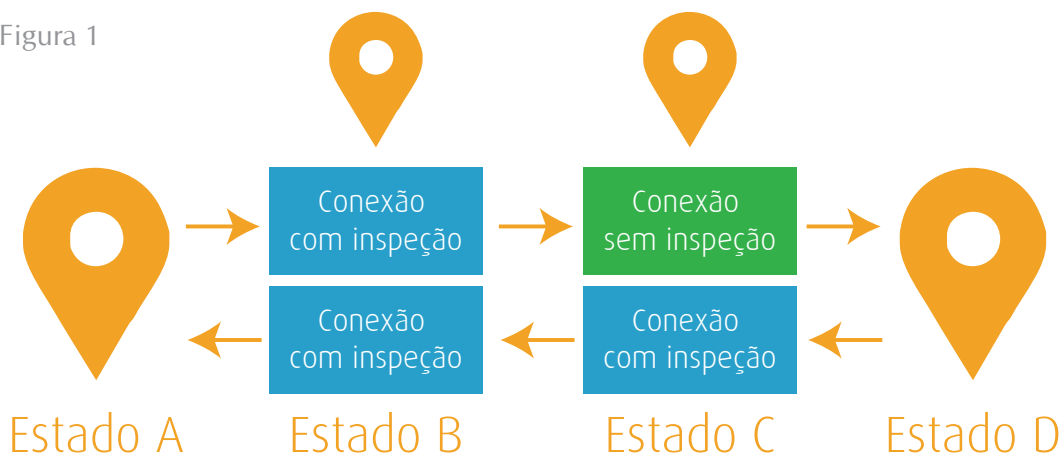 Figura 1
Conexão
com inspeção
Conexão
sem inspeção
Conexão
com inspeção
Conexão
com inspeção
Estado A
Estado B
Estado C
Estado D